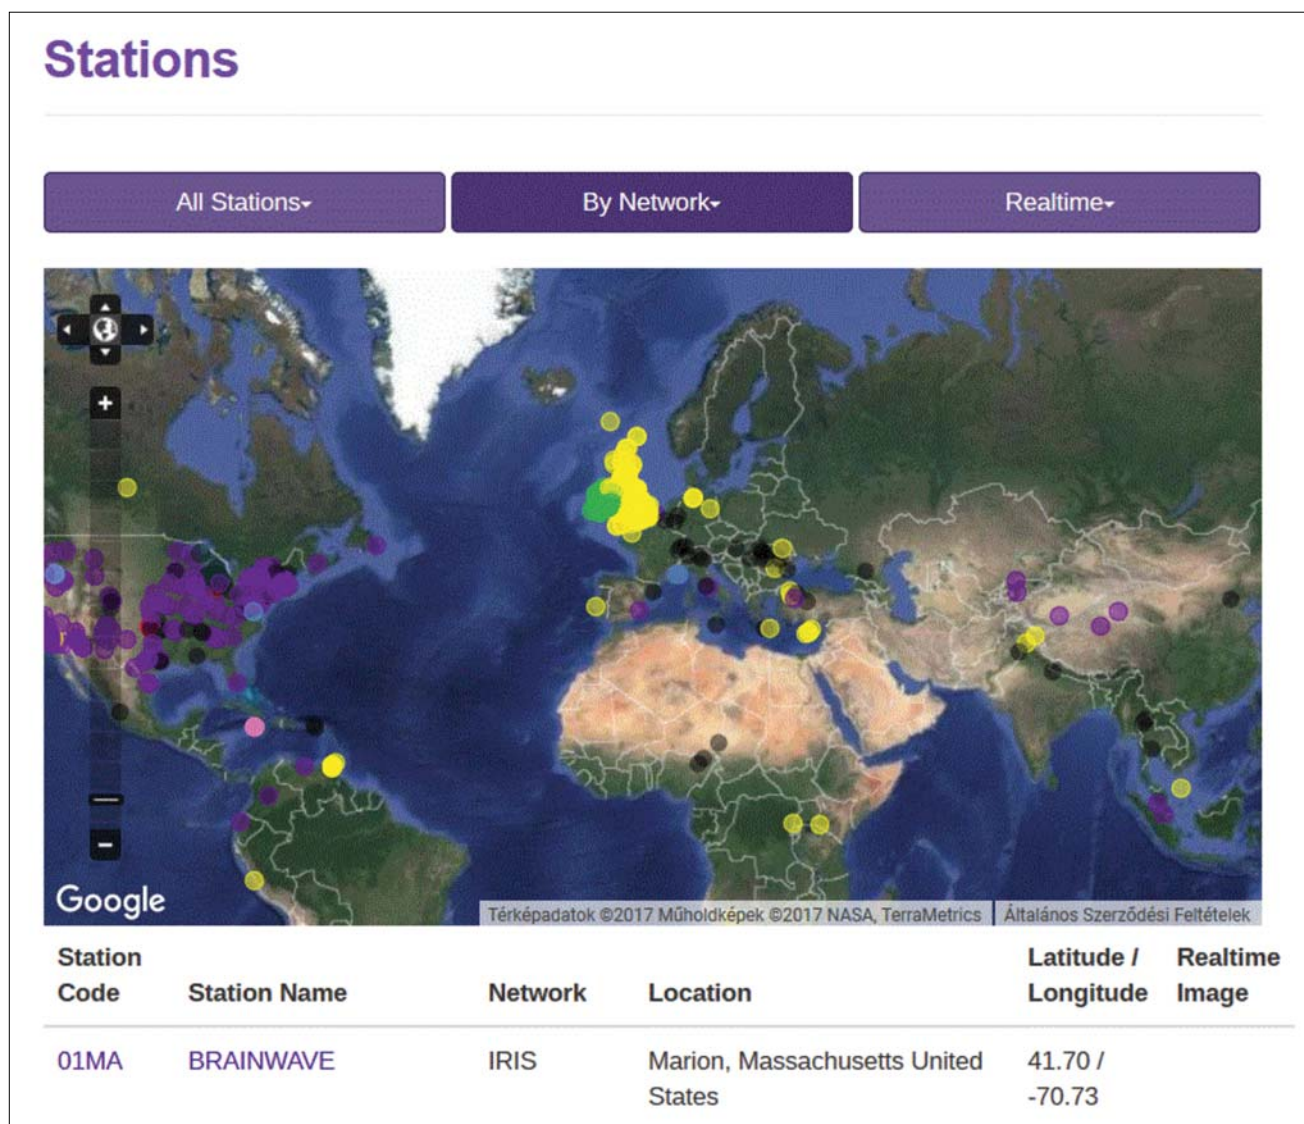 Stations
All Stations
By Network
Realtime
+
−
Google
Térképadatok ©2017 Műholdképek ©2017 NASA, TerraMetrics
Általános Szerződési Feltételek
Station Code
Station Name
Network
Location
Latitude / Longitude
Realtime Image
01MA
BRAINWAVE
IRIS
Marion, Massachusetts United
States
41.70 /
-70.73